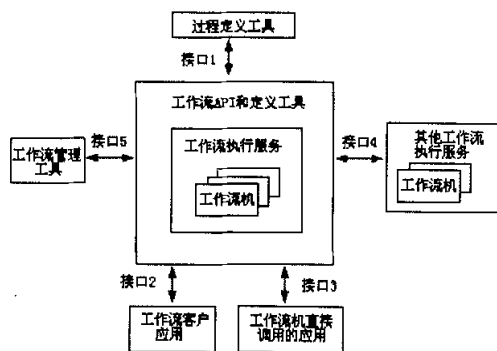 过程定义工具
接口1
工作流API和定义工具
工作流执行服务
工作流机
接口5
工作流管理
工具
接口4
其他工作流
执行服务
工作流机
接口2
接口3
工作流客户
应用
工作流机直接
调用的应用